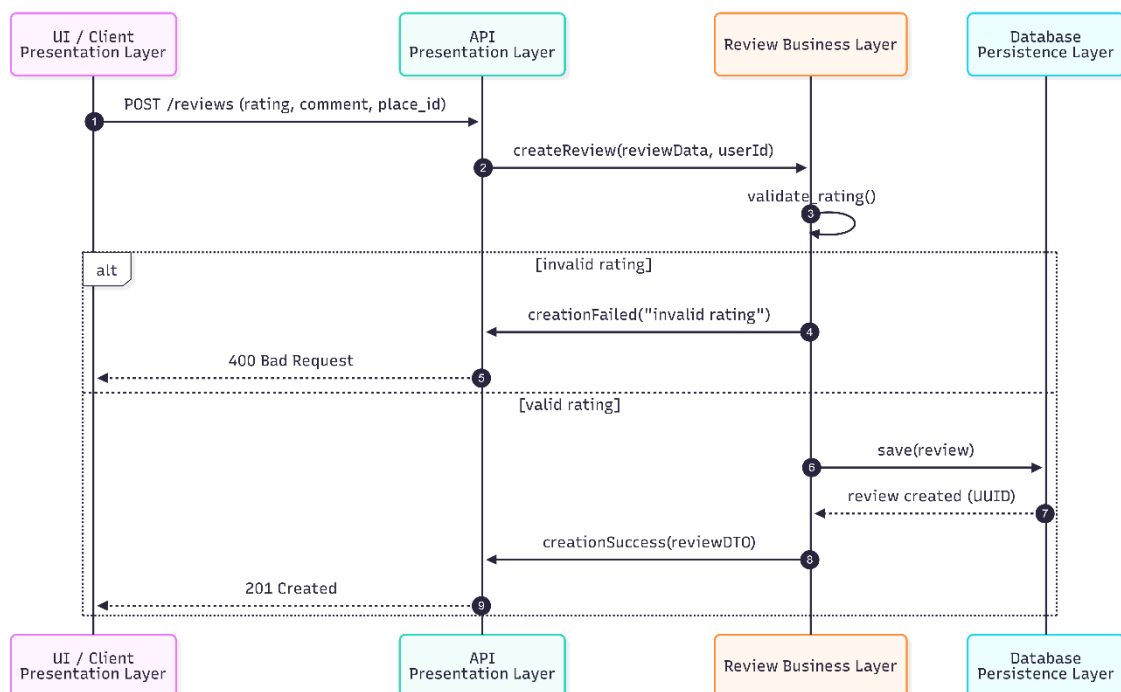 UI / Client
Presentation Layer
API
Presentation Layer
Review Business Layer
Database
Persistence Layer
POST /reviews (rating, comment, place_id)
1
createReview(reviewData, userId)
2
validate_rating()
3
alt
[invalid rating]
creationFailed("invalid rating")
4
400 Bad Request
5
[valid rating]
save(review)
6
review created (UUID)
7
creationSuccess(reviewDTO)
8
201 Created
9
UI / Client
Presentation Layer
API
Presentation Layer
Review Business Layer
Database
Persistence Layer